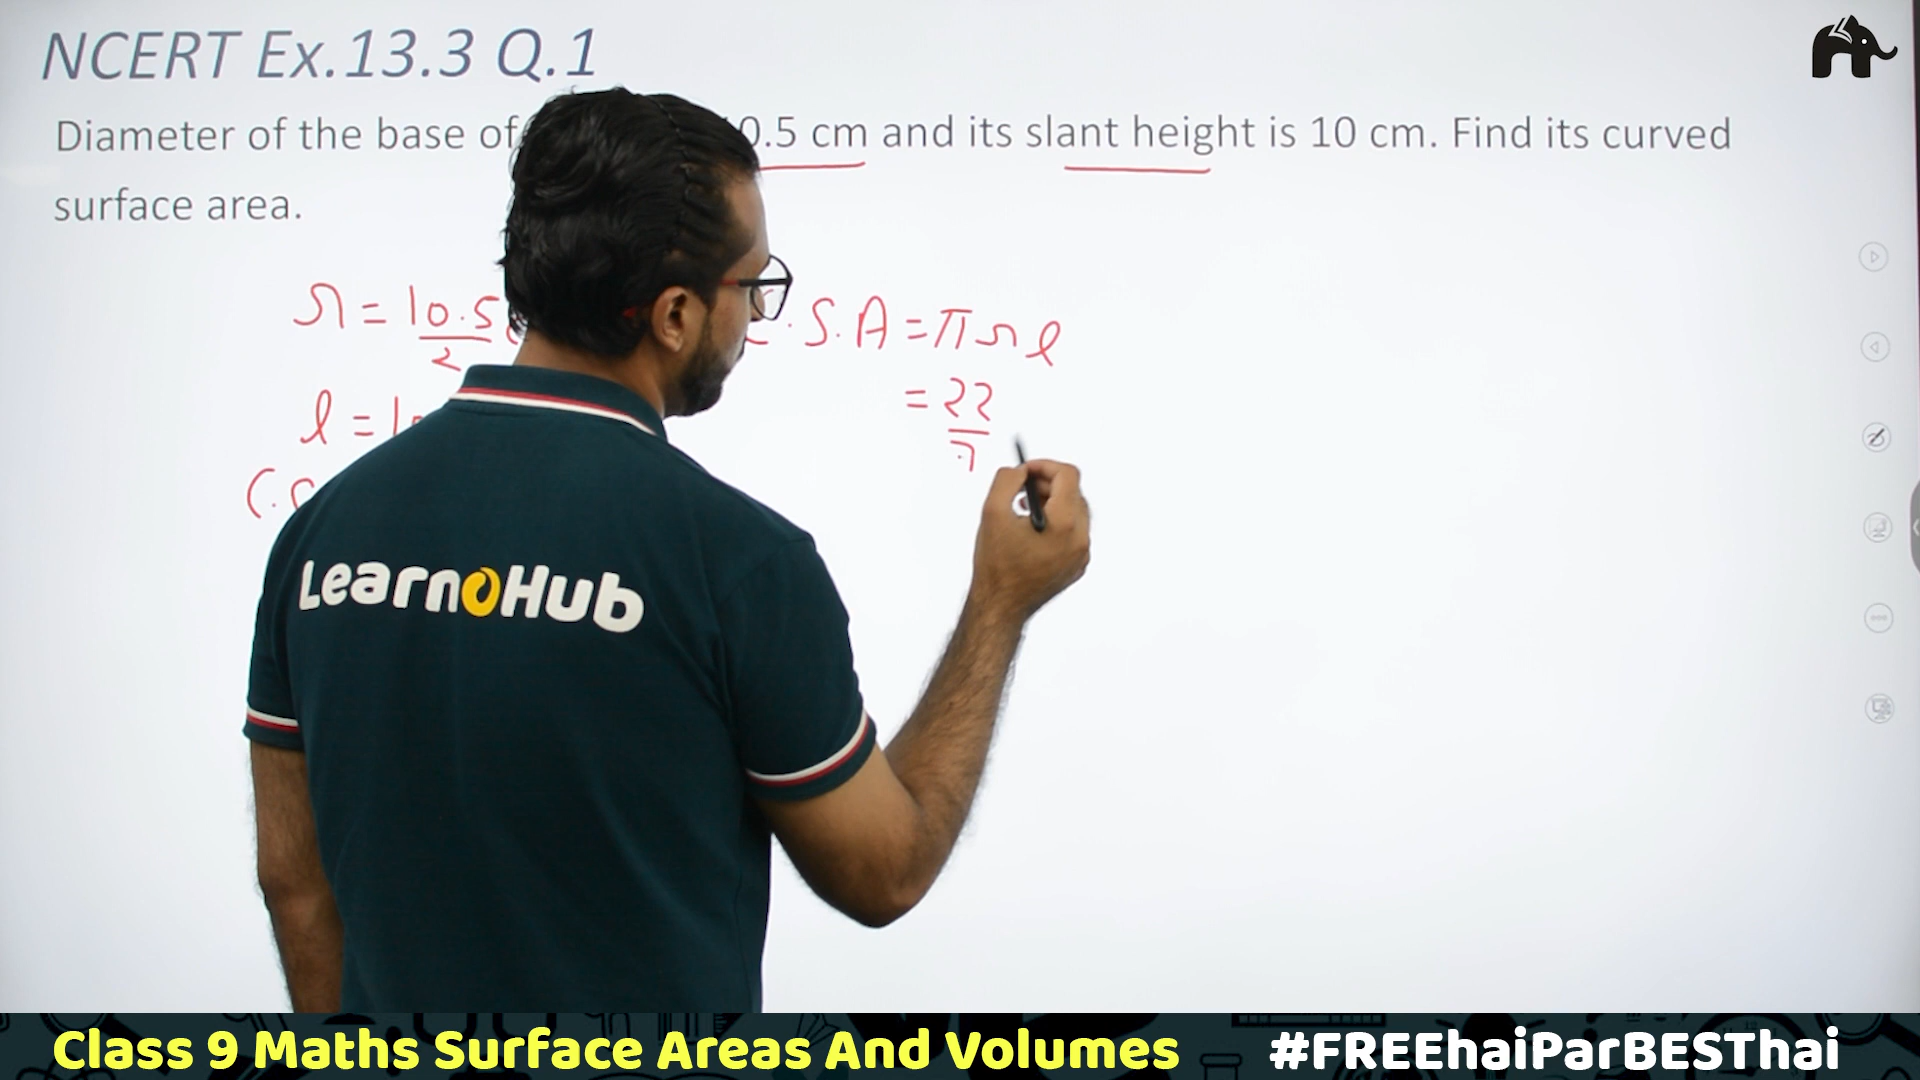 NCERT Ex.13.3 Q.1
Diameter of the base of 0.5 cm and its slant height is 10 cm. Find its curved
surface area.
r = 10.5/2
C.S.A = πrl
l = 10
= 22/7
LearnoHub
Class 9 Maths Surface Areas And Volumes
#FREEhaiParBESThai